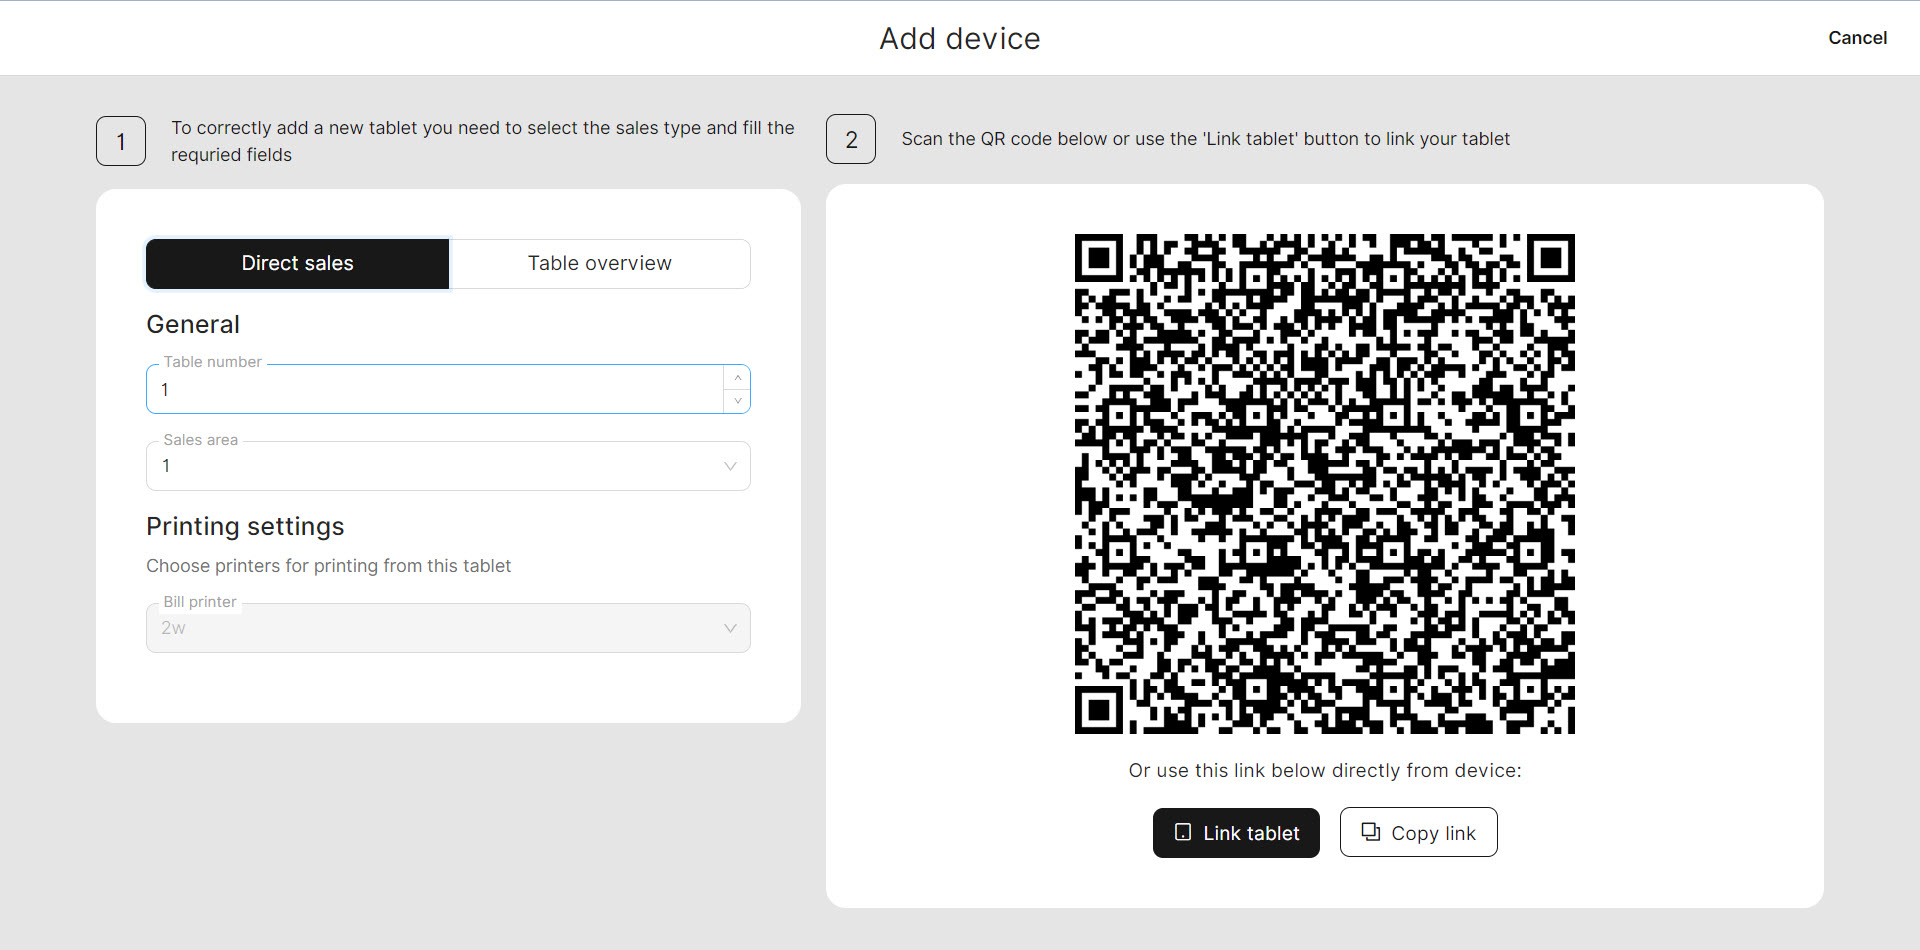 Add device
Cancel
1
To correctly add a new tablet you need to select the sales type and fill the
requried fields
Direct sales
Table overview
General
Table number
1
Sales area
1
Printing settings
Choose printers for printing from this tablet
Bill printer
2w
2
Scan the QR code below or use the 'Link tablet' button to link your tablet
Or use this link below directly from device:
Link tablet
Copy link